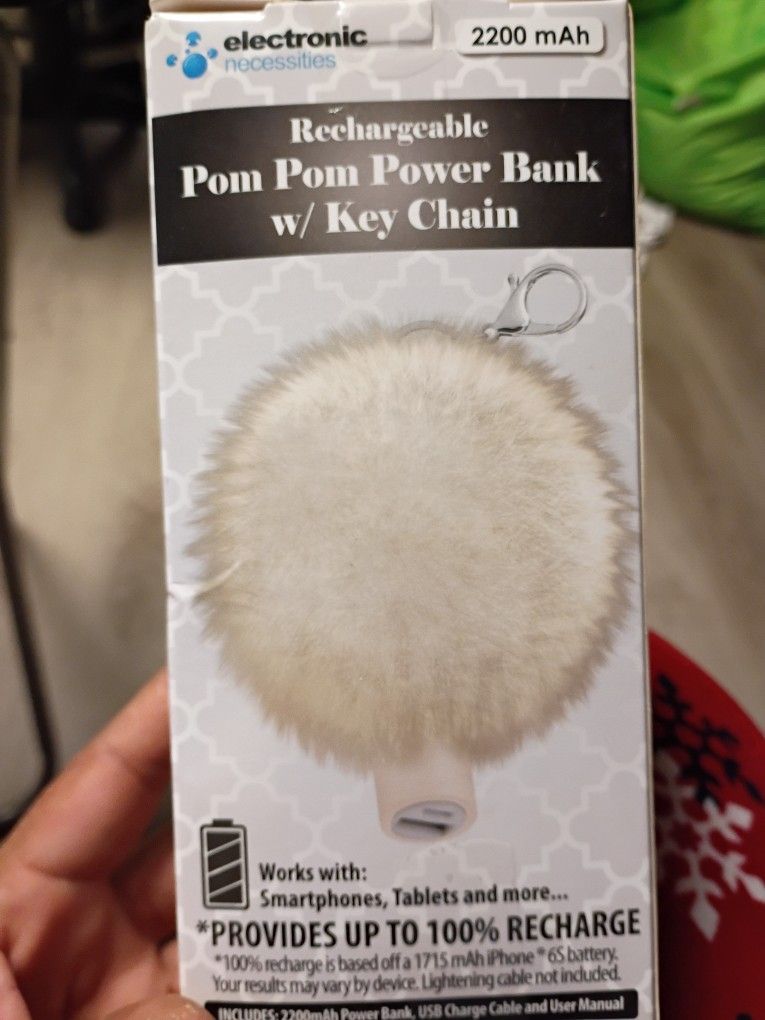 electronic
necessities
2200 mAh
Rechargeable
Pom Pom Power Bank
w/ Key Chain
Works with:
Smartphones, Tablets and more...
*PROVIDES UP TO 100% RECHARGE
*100% recharge is based off a 1715 mAh iPhone® 6S battery.
Your results may vary by device. Lightening cable not included.
INCLUDES: 2200mAh Power Bank, USB Charge Cable and User Manual